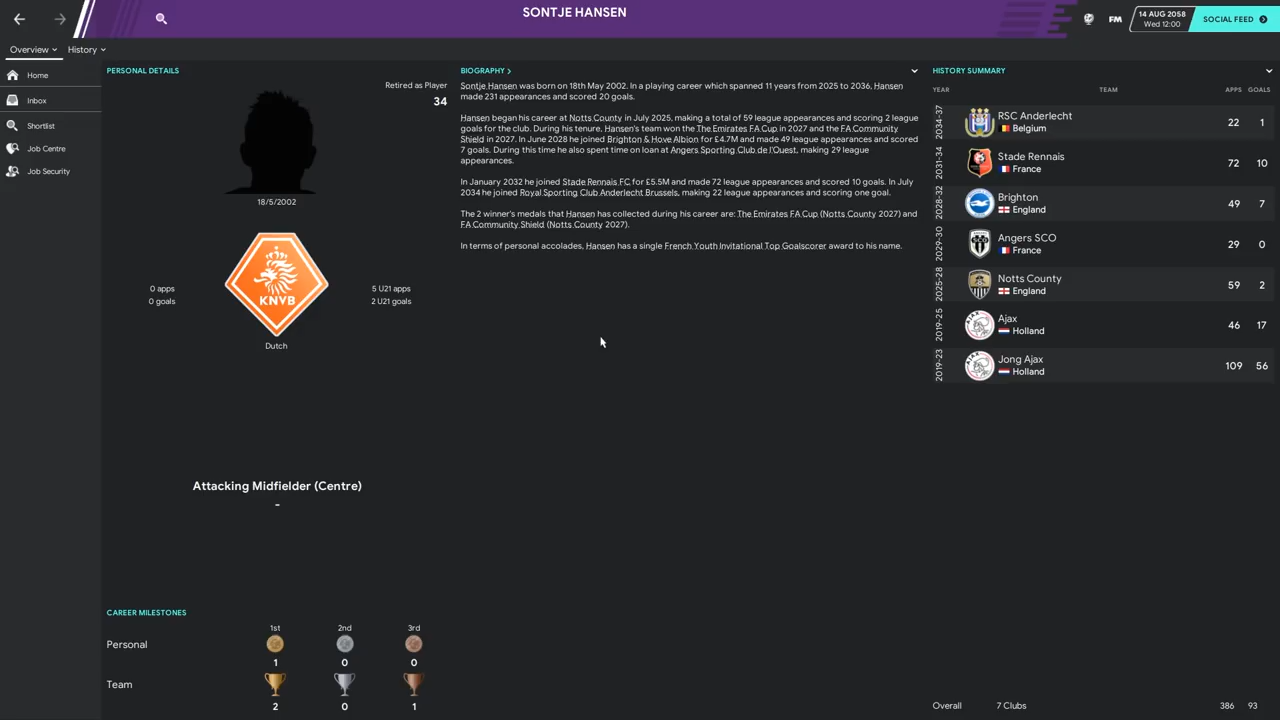 SONTJE HANSEN
FM
14 AUG 2058
Wed 12:00
SOCIAL FEED
Overview
History
Home
Inbox
Shortlist
Job Centre
Job Security
PERSONAL DETAILS
Retired as Player
34
18/5/2002
0 apps
0 goals
KNVB
5 U21 apps
2 U21 goals
Dutch
Attacking Midfielder (Centre)
-
CAREER MILESTONES
1st 2nd 3rd
Personal
1 0 0
Team
2 0 1
BIOGRAPHY
Sontje Hansen was born on 18th May 2002. In a playing career which spanned 11 years from 2025 to 2036, Hansen
made 231 appearances and scored 20 goals.
Hansen began his career at Notts County in July 2025, making a total of 59 league appearances and scoring 2 league
goals for the club. During his tenure, Hansen's team won the The Emirates FA Cup in 2027 and the FA Community
Shield in 2027. In June 2028 he joined Brighton & Hove Albion for £4.7M and made 49 league appearances and scored
7 goals. During this time he also spent time on loan at Angers Sporting Club de l'Ouest, making 29 league
appearances.
In January 2032 he joined Stade Rennais FC for £5.5M and made 72 league appearances and scored 10 goals. In July
2034 he joined Royal Sporting Club Anderlecht Brussels, making 22 league appearances and scoring one goal.
The 2 winner's medals that Hansen has collected during his career are: The Emirates FA Cup (Notts County 2027) and
FA Community Shield (Notts County 2027).
In terms of personal accolades, Hansen has a single French Youth Invitational Top Goalscorer award to his name.
HISTORY SUMMARY
YEAR TEAM APPS GOALS
2034-37 RSC Anderlecht 22 1
Belgium
2031-34 Stade Rennais 72 10
France
2028-32 Brighton 49 7
England
2029-30 Angers SCO 29 0
France
2025-28 Notts County 59 2
England
2019-25 Ajax 46 17
Holland
2019-23 Jong Ajax 109 56
Holland
Overall 7 Clubs 386 93